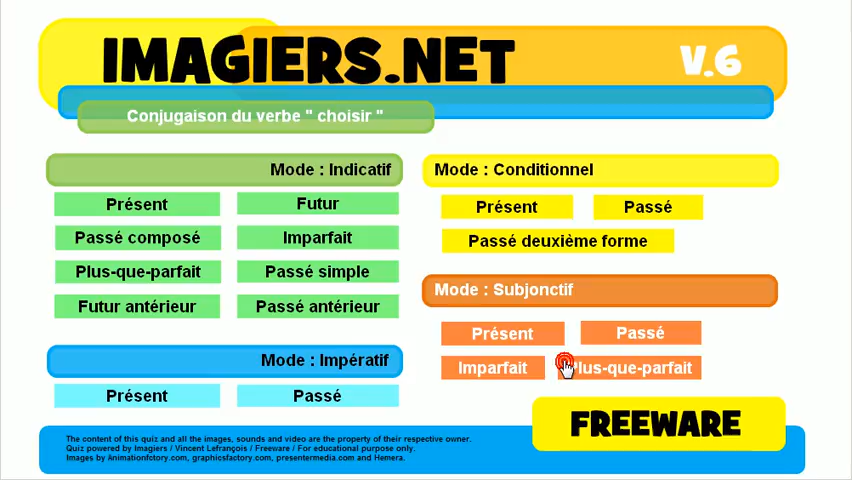 IMAGIERS.NET
V.6
Conjugaison du verbe " choisir "
Mode : Indicatif
Présent
Futur
Passé composé
Imparfait
Plus-que-parfait
Passé simple
Futur antérieur
Passé antérieur
Mode : Impératif
Présent
Passé
Mode : Conditionnel
Présent
Passé
Passé deuxième forme
Mode : Subjonctif
Présent
Passé
Imparfait
Plus-que-parfait
FREEWARE
The content of this quiz and all the images, sounds and video are the property of their respective owner.
Quiz powered by Imagiers / Vincent Lefrançois / Freeware / For educational purpose only.
Images by Animationfctory.com, graphicsfactory.com, presentermedia.com and Hemera.